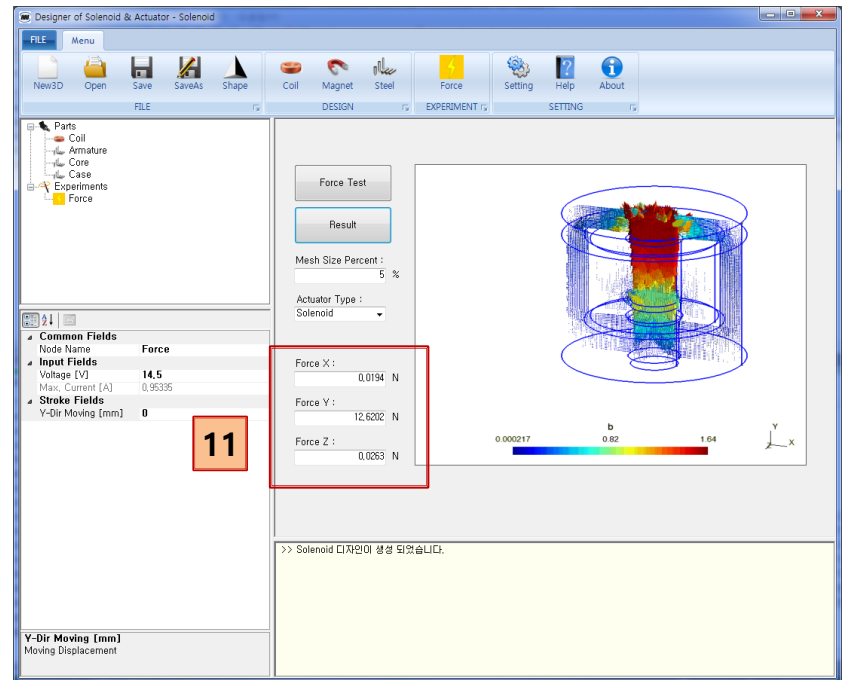 Designer of Solenoid & Actuator - Solenoid
FILE Menu
New3D Open Save SaveAs Shape Coil Magnet Steel Force Setting Help About
FILE DESIGN EXPERIMENT SETTING
Parts
Coil
Armature
Core
Case
Experiments
Force
Force Test
Result
Mesh Size Percent :
5 %
Actuator Type :
Solenoid
Common Fields
Node Name Force
Input Fields
Voltage [V] 14,5
Max, Current [A] 0,95335
Stroke Fields
Y-Dir Moving [mm] 0
11
Force X :
0,0194 N
Force Y :
12,6202 N
Force Z :
0,0263 N
b
0.000217 0.82 1.64
Y
Z X
>> Solenoid 디자인이 생성 되었습니다,
Y-Dir Moving [mm]
Moving Displacement